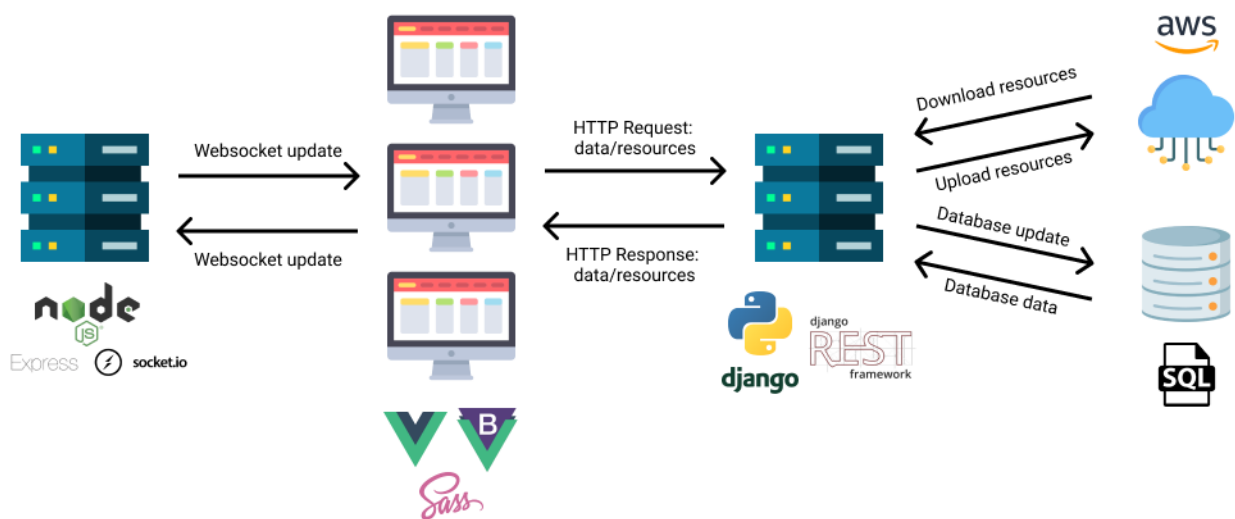 aws
Download resources
HTTP Request:
data/resources
Websocket update
Upload resources
Database update
Websocket update
HTTP Response:
data/resources
Database data
node
JS
Express
socket.io
django
django
REST
framework
SQL
B
Sass